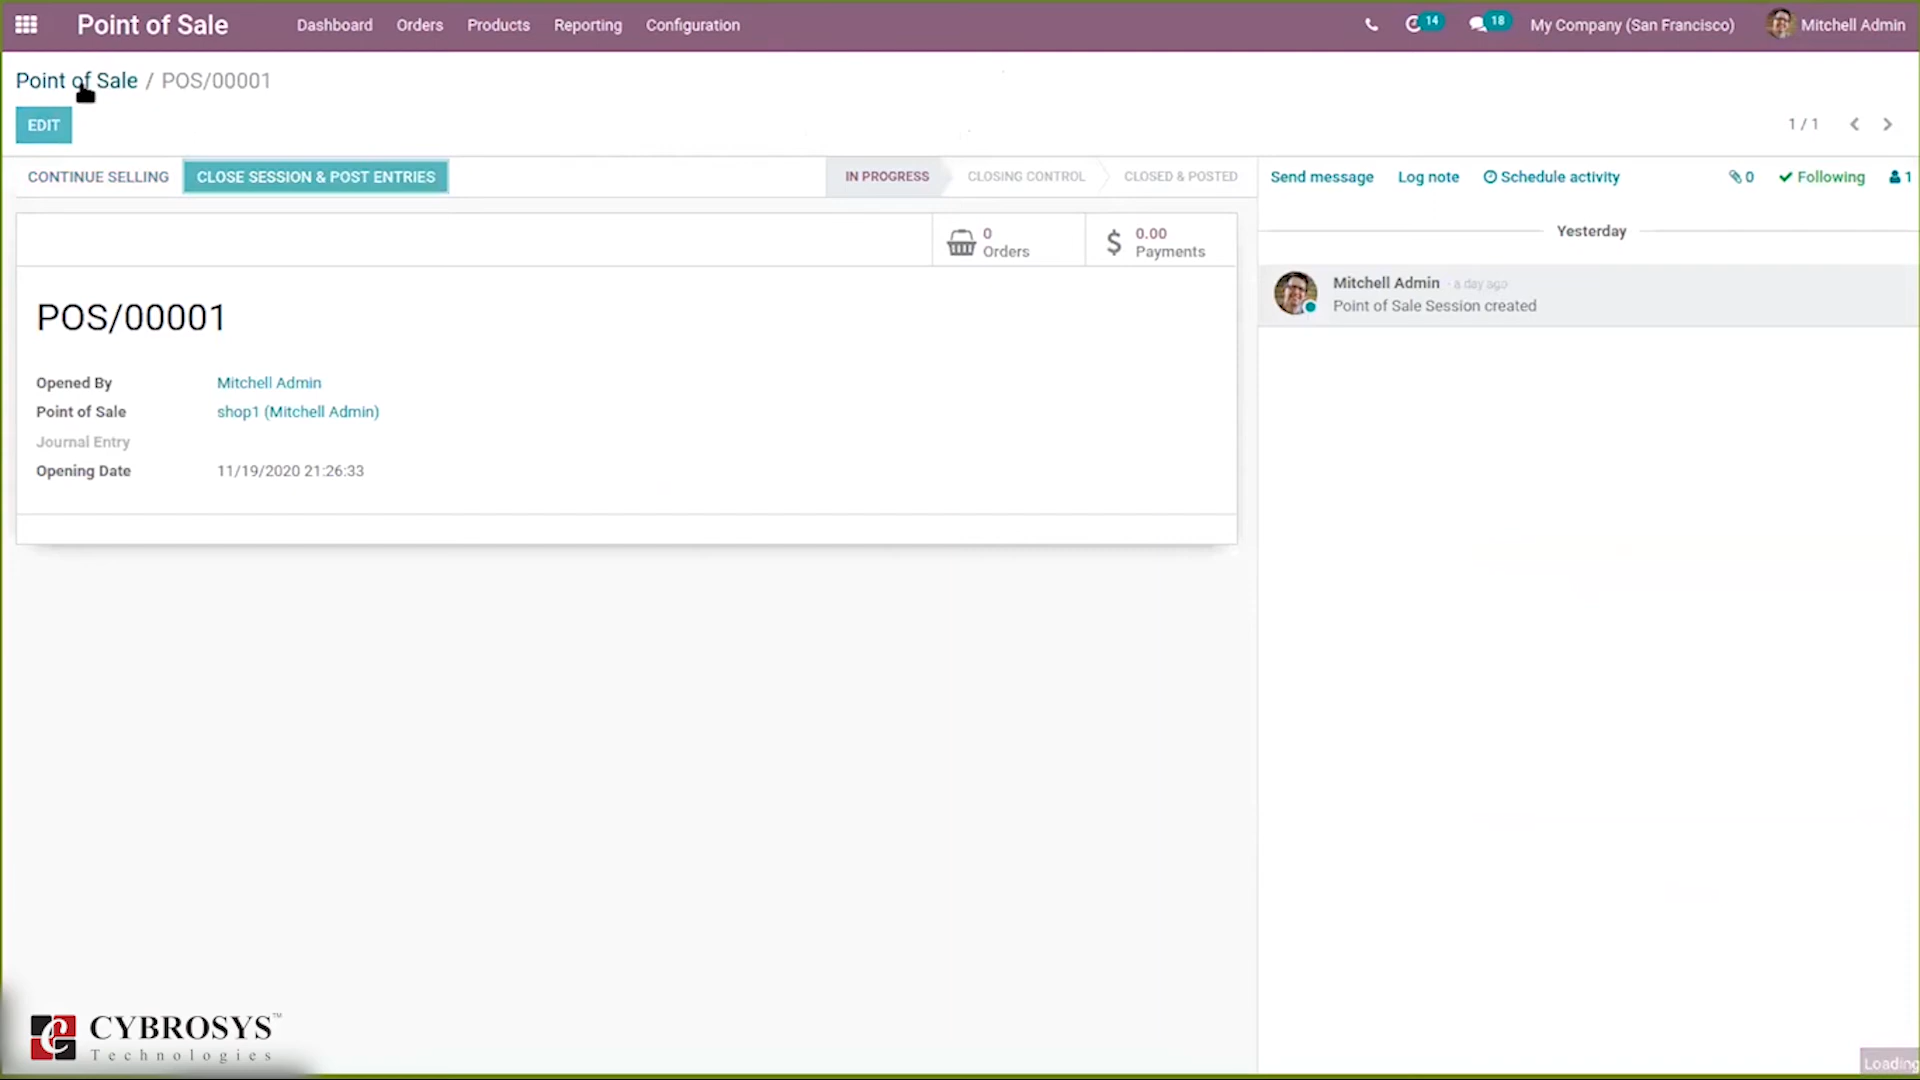 Point of Sale Dashboard Orders Products Reporting Configuration 14 18 My Company (San Francisco) Mitchell Admin
Point of Sale / POS/00001
EDIT 1 / 1
CONTINUE SELLING CLOSE SESSION & POST ENTRIES IN PROGRESS CLOSING CONTROL CLOSED & POSTED Send message Log note Schedule activity 0 Following 1
0
Orders
0.00
Payments
Yesterday
Mitchell Admin - a day ago
Point of Sale Session created
POS/00001
Opened By Mitchell Admin
Point of Sale shop1 (Mitchell Admin)
Journal Entry
Opening Date 11/19/2020 21:26:33
CYBROSYS™
Technologies
Loading